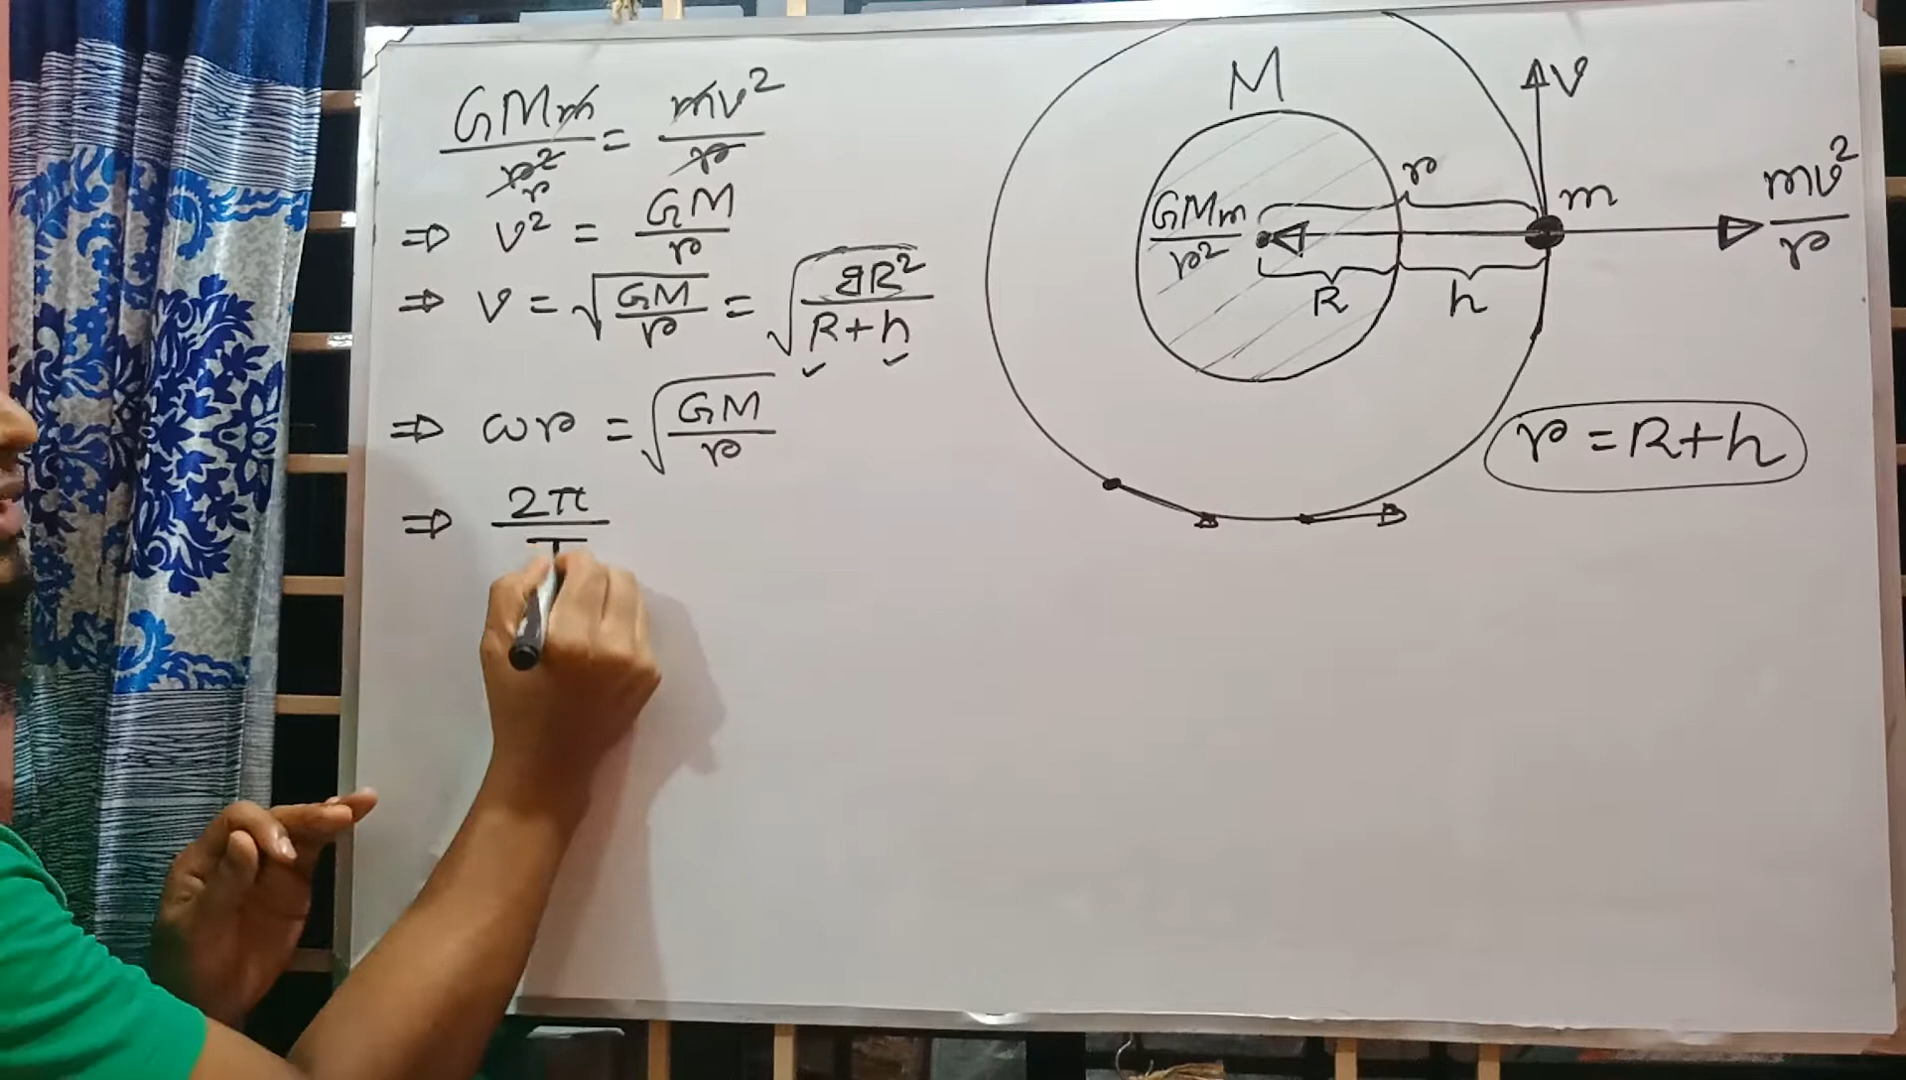 GMm/r² = mv²/r
r
⇒ v² = GM/r
⇒ v = √(GM/r) = √(gR²/(R+h))
⇒ ωr = √(GM/r)
⇒ 2π/T
M
v
r
m
mv²/r
GMm/r²
R
h
r = R+h